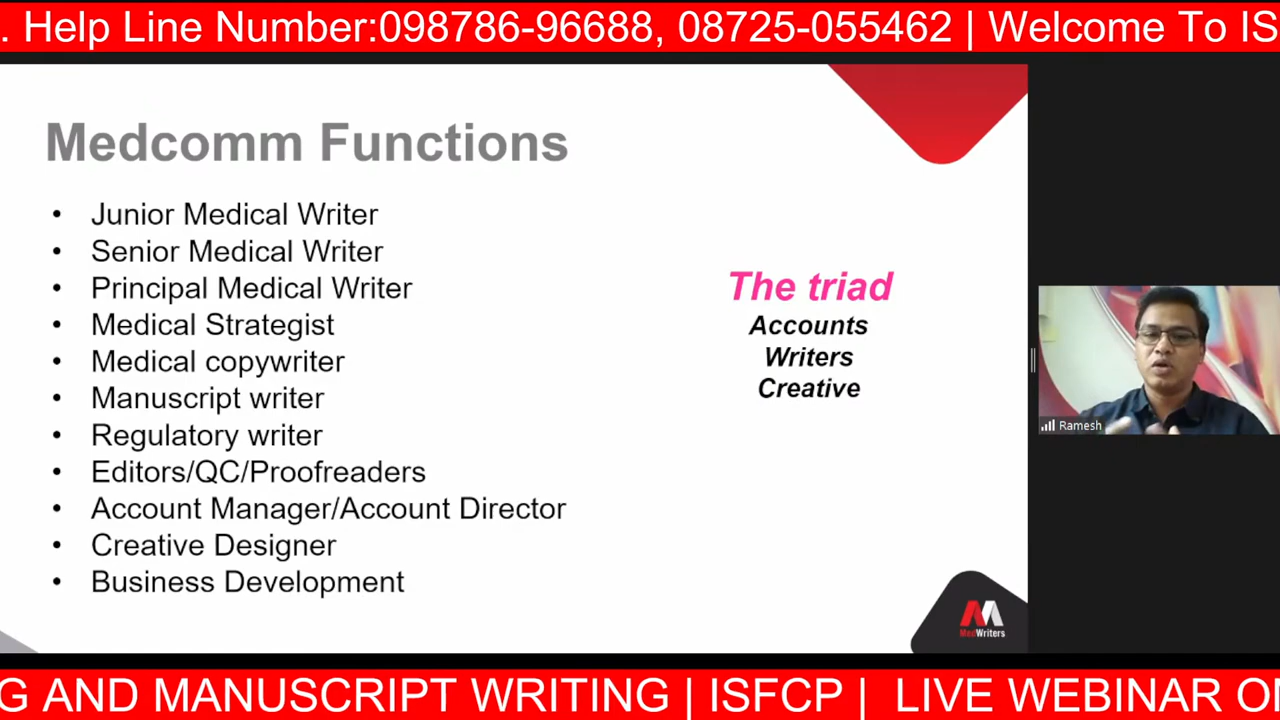 . Help Line Number:098786-96688, 08725-055462 | Welcome To IS
Medcomm Functions
• Junior Medical Writer
• Senior Medical Writer
• Principal Medical Writer
• Medical Strategist
• Medical copywriter
• Manuscript writer
• Regulatory writer
• Editors/QC/Proofreaders
• Account Manager/Account Director
• Creative Designer
• Business Development
The triad
Accounts
Writers
Creative
Ramesh
MedWriters
G AND MANUSCRIPT WRITING | ISFCP | LIVE WEBINAR ON